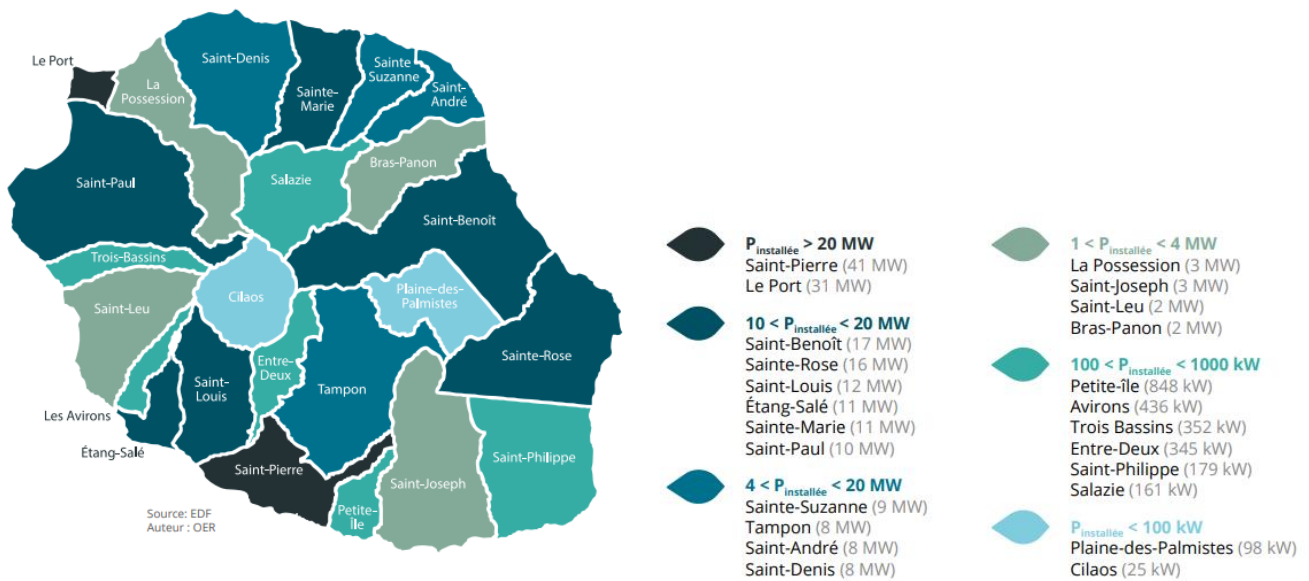 Le Port
La
Possession
Saint-Denis
Sainte-
Marie
Sainte
Suzanne
Saint-
André
Saint-Paul
Salazie
Bras-Panon
Saint-Benoît
Trois-Bassins
Cilaos
Plaine-des-
Palmistes
Saint-Leu
Sainte-Rose
Entre-
Deux
Saint-
Louis
Tampon
Les Avirons
Étang-Salé
Saint-Pierre
Saint-Joseph
Saint-Philippe
Petite-
Île
Source: EDF
Auteur : OER
P installée > 20 MW
Saint-Pierre (41 MW)
Le Port (31 MW)
10 < P installée < 20 MW
Saint-Benoît (17 MW)
Sainte-Rose (16 MW)
Saint-Louis (12 MW)
Étang-Salé (11 MW)
Sainte-Marie (11 MW)
Saint-Paul (10 MW)
4 < P installée < 20 MW
Sainte-Suzanne (9 MW)
Tampon (8 MW)
Saint-André (8 MW)
Saint-Denis (8 MW)
1 < P installée < 4 MW
La Possession (3 MW)
Saint-Joseph (3 MW)
Saint-Leu (2 MW)
Bras-Panon (2 MW)
100 < P installée < 1000 kW
Petite-île (848 kW)
Avirons (436 kW)
Trois Bassins (352 kW)
Entre-Deux (345 kW)
Saint-Philippe (179 kW)
Salazie (161 kW)
P installée < 100 kW
Plaine-des-Palmistes (98 kW)
Cilaos (25 kW)